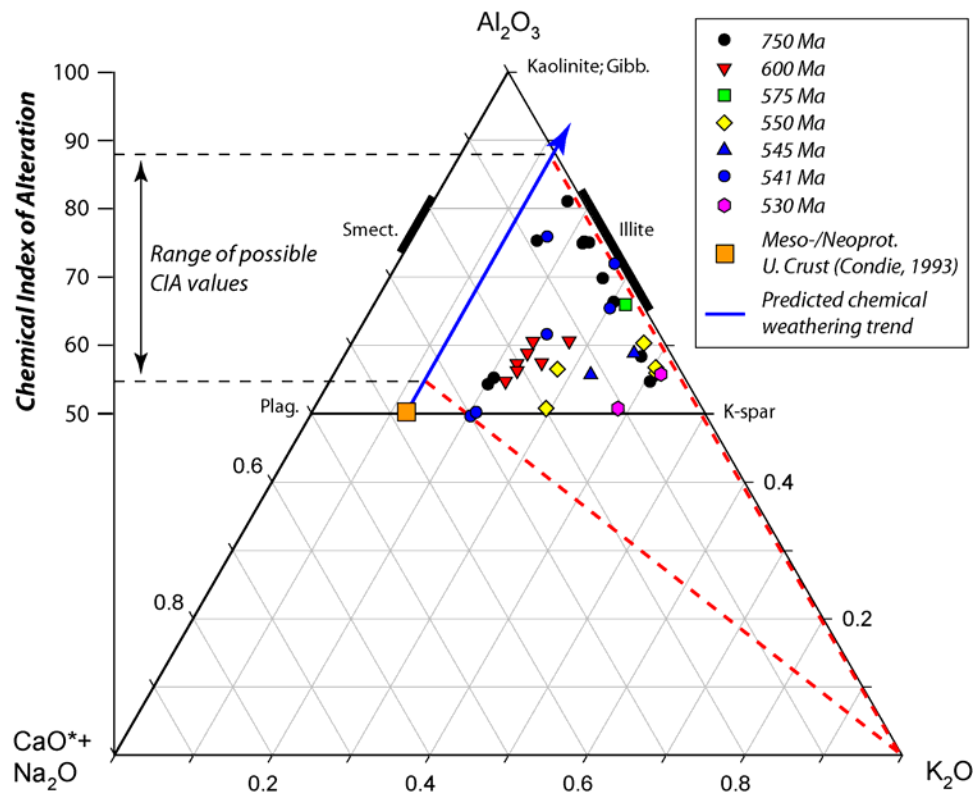 Al₂O₃
Kaolinite; Gibb.
100
90
80
70
60
50
Chemical Index of Alteration
Range of possible
CIA values
Smect.
Illite
Plag.
K-spar
0.6
0.4
0.8
0.2
CaO*+
Na₂O
K₂O
0.2
0.4
0.6
0.8
750 Ma
600 Ma
575 Ma
550 Ma
545 Ma
541 Ma
530 Ma
Meso-/Neoprot.
U. Crust (Condie, 1993)
Predicted chemical
weathering trend